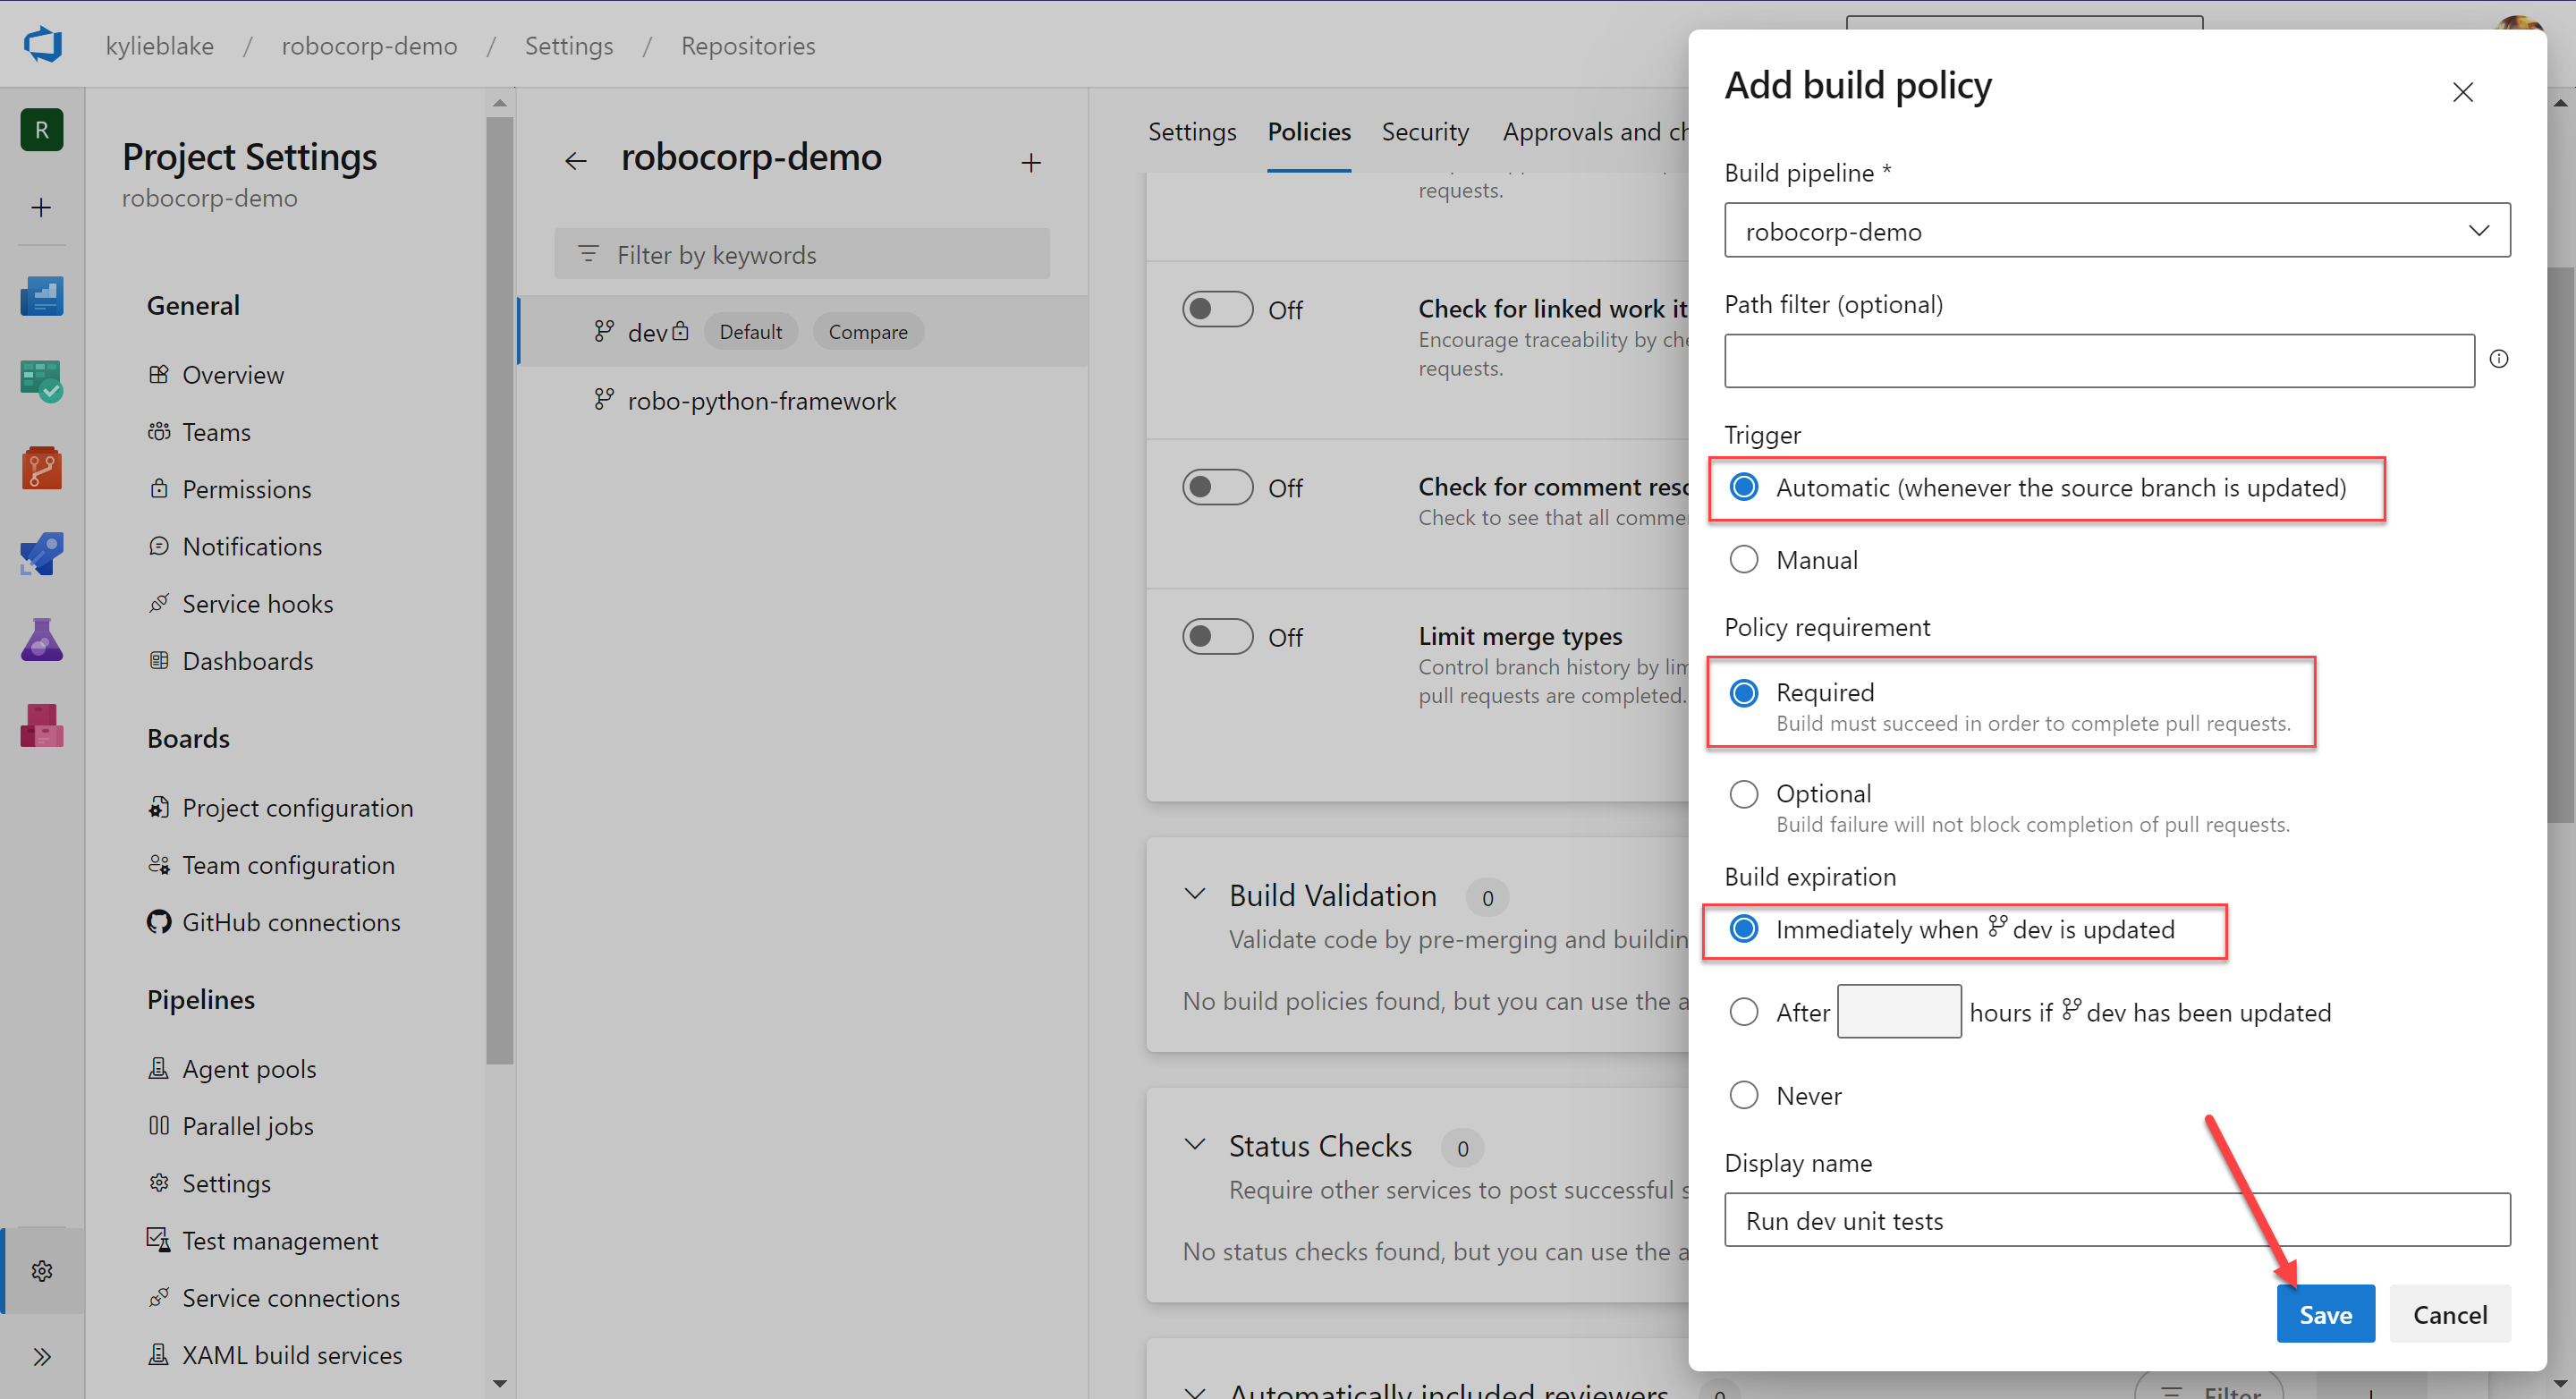 kylieblake / robocorp-demo / Settings / Repositories
R
Project Settings
robocorp-demo
General
Overview
Teams
Permissions
Notifications
Service hooks
Dashboards
Boards
Project configuration
Team configuration
GitHub connections
Pipelines
Agent pools
Parallel jobs
Settings
Test management
Service connections
XAML build services
robocorp-demo
Filter by keywords
dev Default Compare
robo-python-framework
Settings Policies Security Approvals and ch
requests.
Off Check for linked work it
Encourage traceability by che
requests.
Off Check for comment reso
Check to see that all comme
Off Limit merge types
Control branch history by lim
pull requests are completed.
Build Validation 0
Validate code by pre-merging and buildin
No build policies found, but you can use the a
Status Checks 0
Require other services to post successful s
No status checks found, but you can use the a
Automatically included reviewers 0
Filter
Add build policy
Build pipeline *
robocorp-demo
Path filter (optional)
Trigger
Automatic (whenever the source branch is updated)
Manual
Policy requirement
Required
Build must succeed in order to complete pull requests.
Optional
Build failure will not block completion of pull requests.
Build expiration
Immediately when dev is updated
After hours if dev has been updated
Never
Display name
Run dev unit tests
Save Cancel